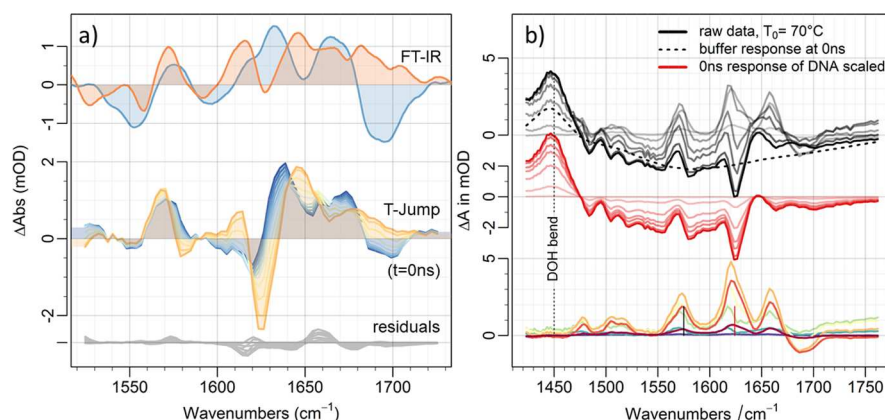 a)
FT-IR
1
0
-1
ΔAbs (mOD)
2
0
-2
T-Jump
(t=0ns)
residuals
1550
1600
1650
1700
Wavenumbers (cm⁻¹)
b)
raw data, T₀= 70°C
buffer response at 0ns
0ns response of DNA scaled
5
0
2
0
-2
5
0
ΔA in mOD
DOH bend
1450
1500
1550
1600
1650
1700
1750
Wavenumbers / cm⁻¹